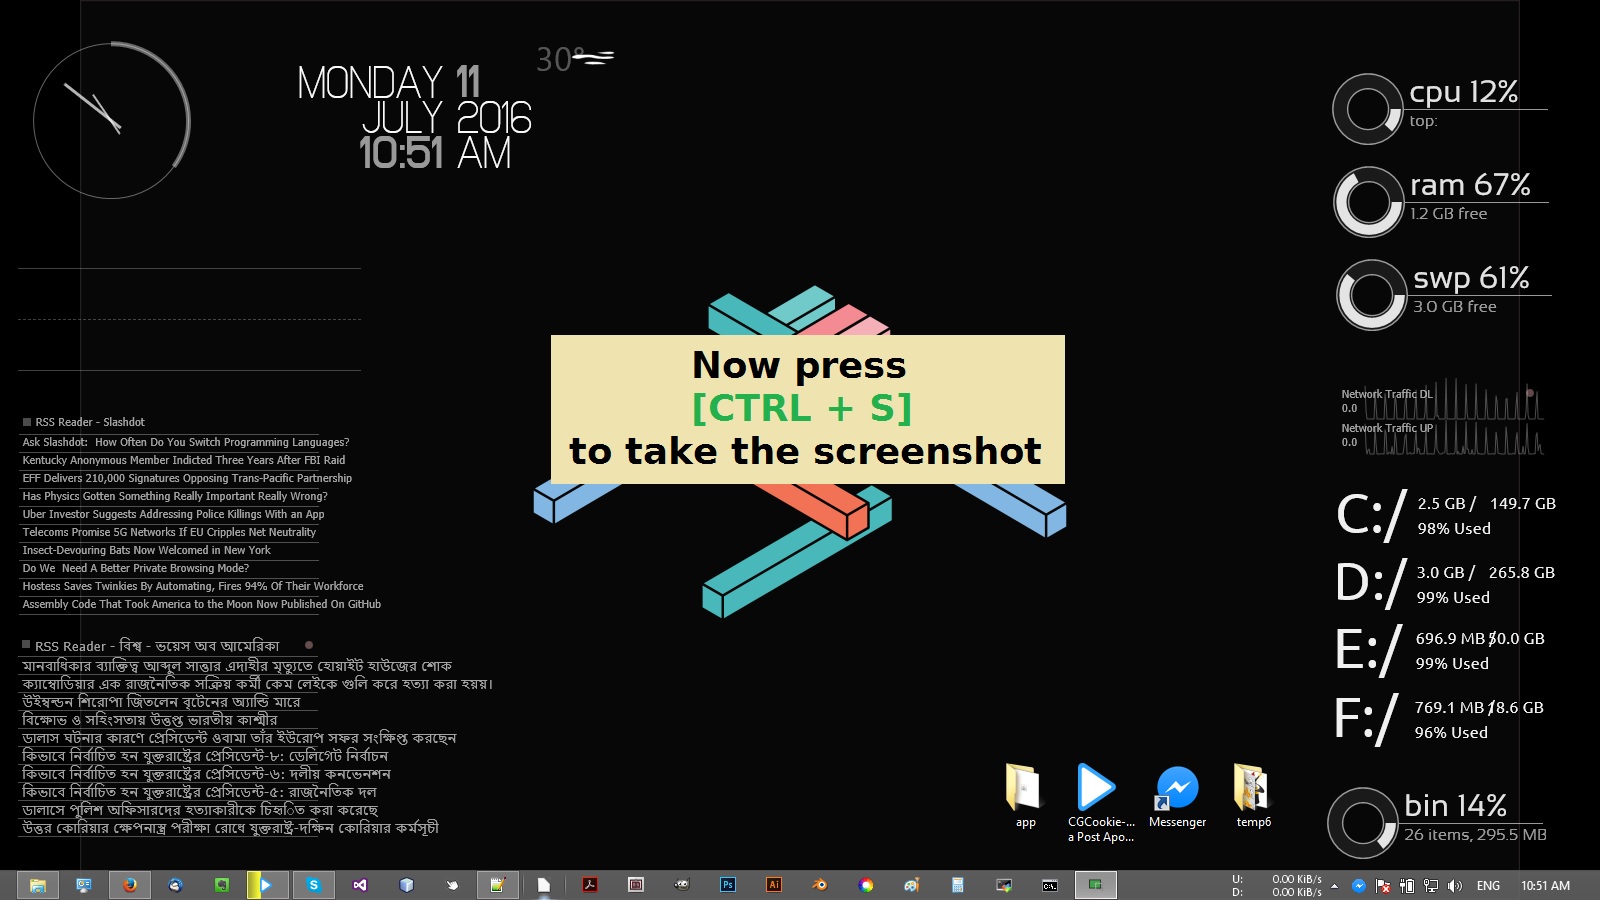 MONDAY 11
JULY 2016
10:51 AM
30°
cpu 12%
top:
ram 67%
1.2 GB free
swp 61%
3.0 GB free
Now press
[CTRL + S]
to take the screenshot
Network Traffic DL
0.0
Network Traffic UP
0.0
RSS Reader - Slashdot
Ask Slashdot: How Often Do You Switch Programming Languages?
Kentucky Anonymous Member Indicted Three Years After FBI Raid
EFF Delivers 210,000 Signatures Opposing Trans-Pacific Partnership
Has Physics Gotten Something Really Important Really Wrong?
Uber Investor Suggests Addressing Police Killings With an App
Telecoms Promise 5G Networks If EU Cripples Net Neutrality
Insect-Devouring Bats Now Welcomed in New York
Do We Need A Better Private Browsing Mode?
Hostess Saves Twinkies By Automating, Fires 94% Of Their Workforce
Assembly Code That Took America to the Moon Now Published On GitHub
RSS Reader - বিশ্ব - ভয়েস অব আমেরিকা
মানবাধিকার ব্যাক্তিত্ব আব্দুল সাত্তার এদাহীর মৃত্যুতে হোয়াইট হাউজের শোক
ক্যাম্বোডিয়ার এক রাজনৈতিক সক্রিয় কর্মী কেম লেইকে গুলি করে হত্যা করা হয়য়।
উইম্বল্ডন শিরোপা জিতলেন বৃটেনের অ্যান্ডি মারে
বিক্ষোভ ও সহিংসতায় উত্তপ্ত ভারতীয় কাশ্মীর
ডালাস ঘটনার কারণে প্রেসিডেন্ট ওবামা তাঁর ইউরোপ সফর সংক্ষিপ্ত করছেন
কিভাবে নির্বাচিত হন যুক্তরাষ্ট্রের প্রেসিডেন্ট-৮: ডেলিগেট নির্বাচন
কিভাবে নির্বাচিত হন যুক্তরাষ্ট্রের প্রেসিডেন্ট-৬: দলীয় কনভেনশন
কিভাবে নির্বাচিত হন যুক্তরাষ্ট্রের প্রেসিডেন্ট-৫: রাজনৈতিক দল
ডালাসে পুলিশ অফিসারদের হত্যাকারীকে চিহ্নিত করা করেছে
উত্তর কোরিয়ার ক্ষেপনাস্ত্র পরীক্ষা রোধে যুক্তরাষ্ট্র-দক্ষিন কোরিয়ার কর্মসূচী
C:/ 2.5 GB / 149.7 GB
98% Used
D:/ 3.0 GB / 265.8 GB
99% Used
E:/ 696.9 MB / 50.0 GB
99% Used
F:/ 769.1 MB / 18.6 GB
96% Used
bin 14%
26 items, 295.5 MB
app
CGCookie-...
a Post Apo...
Messenger
temp6
Ps
Ai
U: 0.00 KiB/s
D: 0.00 KiB/s
ENG
10:51 AM